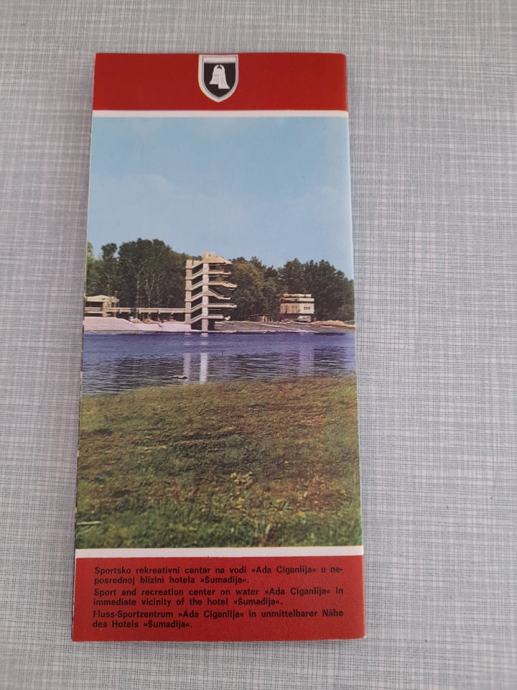 Sportsko rekreativni centar na vodi »Ada Ciganlija« u ne-
posrednoj blizini hotela »Šumadija«.
Sport and recreation center on water »Ada Ciganlija« in
immediate vicinity of the hotel »Šumadija«.
Fluss-Sportzentrum »Ada Ciganlija« in unmittelbarer Nähe
des Hotels »Šumadija«.